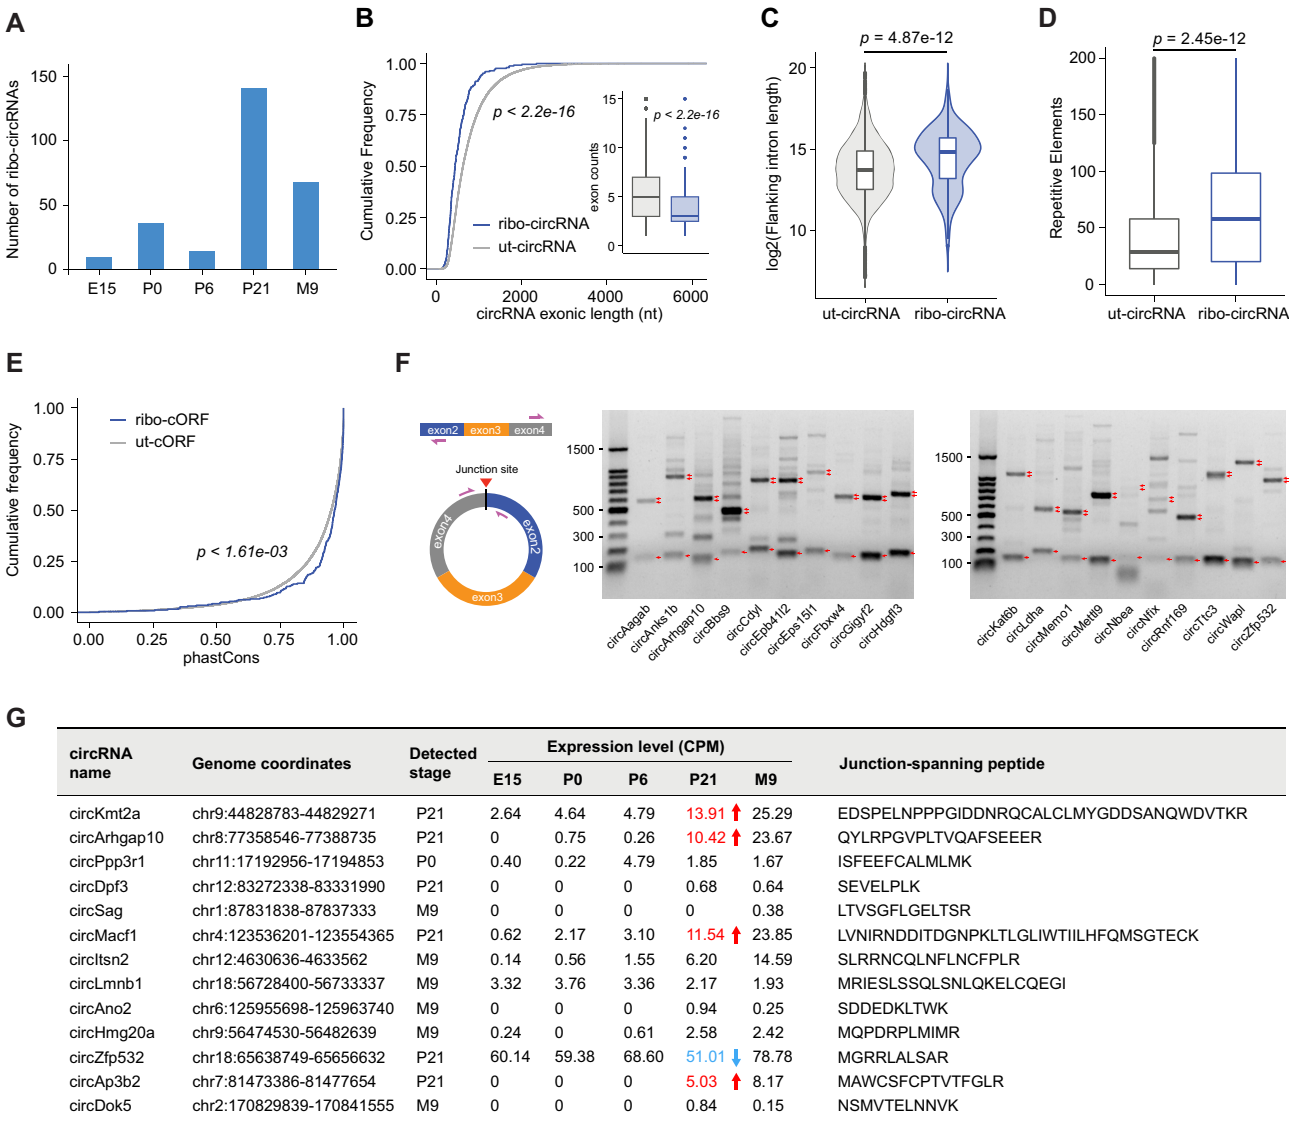 A
Number of ribo-circRNAs
150
100
50
0
E15 P0 P6 P21 M9
B
Cumulative Frequency
1.00
0.75
0.50
0.25
0.00
p < 2.2e-16
ribo-circRNA
ut-circRNA
exon counts
15
10
5
0
p < 2.2e-16
0 2000 4000 6000
circRNA exonic length (nt)
C
p = 4.87e-12
log2(Flanking intron length)
20
15
10
ut-circRNA ribo-circRNA
D
p = 2.45e-12
Repetitive Elements
200
150
100
50
0
ut-circRNA ribo-circRNA
E
Cumulative frequency
1.00
0.75
0.50
0.25
0.00
ribo-cORF
ut-cORF
p < 1.61e-03
0.00 0.25 0.50 0.75 1.00
phastCons
F
exon2 exon3 exon4
Junction site
exon4
exon2
exon3
1500
500
300
100
circAagab
circAnks1b
circArhgap10
circBbs9
circCdyl
circEpb41l2
circEps15l1
circFbxw4
circGigyf2
circHdgfl3
1500
500
300
100
circKat6b
circLdha
circMemo1
circMettl9
circNbea
circNfix
circRnf169
circTtc3
circWapl
circZfp532
G
circRNA name Genome coordinates Detected stage Expression level (CPM) Junction-spanning peptide
E15 P0 P6 P21 M9
circKmt2a chr9:44828783-44829271 P21 2.64 4.64 4.79 13.91 25.29 EDSPELNPPPGIDDNRQCALCLMYGDDSANQWDVTKR
circArhgap10 chr8:77358546-77388735 P21 0 0.75 0.26 10.42 23.67 QYLRPGVPLTVQAFSEEER
circPpp3r1 chr11:17192956-17194853 P0 0.40 0.22 4.79 1.85 1.67 ISFEEFCALMLMK
circDpf3 chr12:83272338-83331990 P21 0 0 0 0.68 0.64 SEVELPLK
circSag chr1:87831838-87837333 M9 0 0 0 0 0.38 LTVSGFLGELTSR
circMacf1 chr4:123536201-123554365 P21 0.62 2.17 3.10 11.54 23.85 LVNIRNDDITDGNPKLTLGLIWTIILHFQMSGTECK
circItsn2 chr12:4630636-4633562 M9 0.14 0.56 1.55 6.20 14.59 SLRRNCQLNFLNCFPLR
circLmnb1 chr18:56728400-56733337 M9 3.32 3.76 3.36 2.17 1.93 MRIESLSSQLSNLQKELCQEGI
circAno2 chr6:125955698-125963740 M9 0 0 0 0.94 0.25 SDDEDKLTWK
circHmg20a chr9:56474530-56482639 M9 0.24 0 0.61 2.58 2.42 MQPDRPLMIMR
circZfp532 chr18:65638749-65656632 P21 60.14 59.38 68.60 51.01 78.78 MGRRLALSAR
circAp3b2 chr7:81473386-81477654 P21 0 0 0 5.03 8.17 MAWCSFCPTVTFGLR
circDok5 chr2:170829839-170841555 M9 0 0 0 0.84 0.15 NSMVTELNNVK